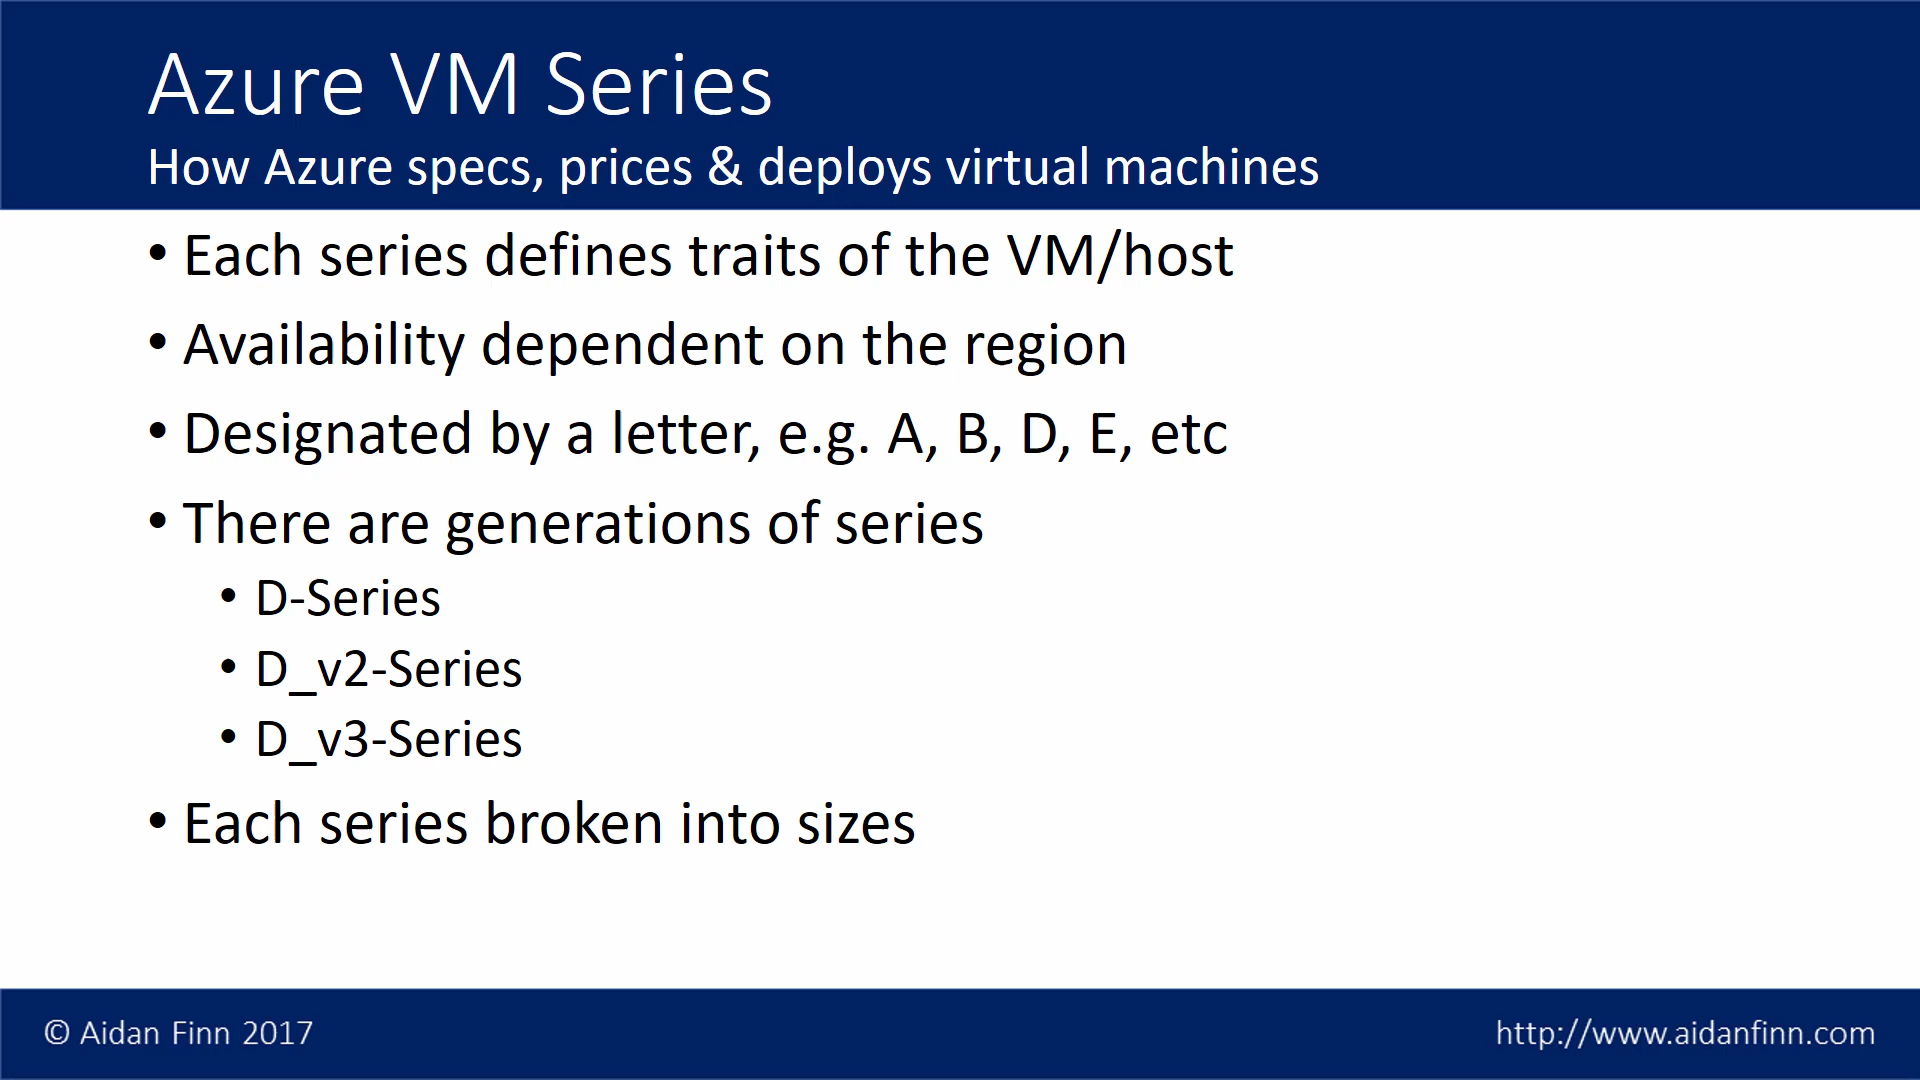 Azure VM Series
How Azure specs, prices & deploys virtual machines
• Each series defines traits of the VM/host
• Availability dependent on the region
• Designated by a letter, e.g. A, B, D, E, etc
• There are generations of series
• D-Series
• D_v2-Series
• D_v3-Series
• Each series broken into sizes
© Aidan Finn 2017
http://www.aidanfinn.com